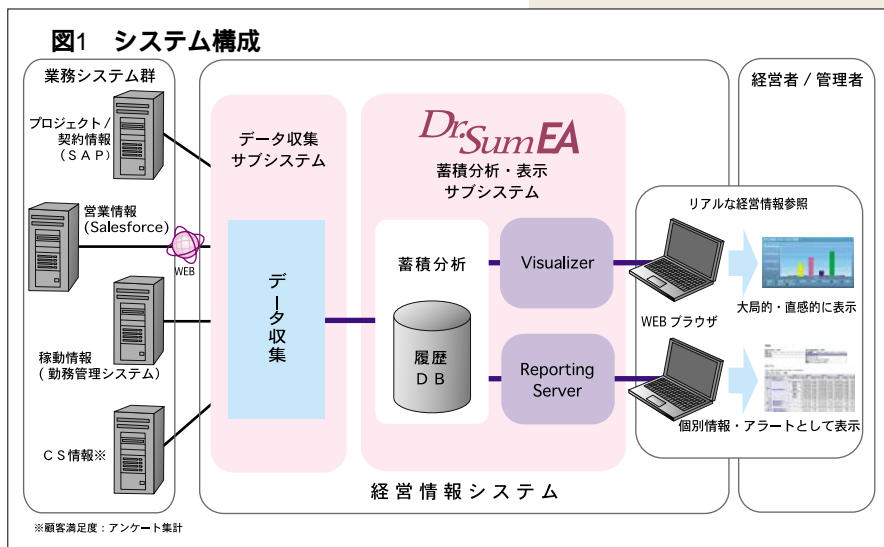 図1 システム構成
業務システム群
プロジェクト/
契約情報
(SAP)
営業情報
(Salesforce)
WEB
稼動情報
(勤務管理システム)
CS情報※
※顧客満足度:アンケート集計
データ収集
サブシステム
データ収集
Dr.Sum EA
蓄積分析・表示
サブシステム
蓄積分析
履歴
DB
Visualizer
Reporting
Server
経営情報システム
経営者/管理者
リアルな経営情報参照
WEBブラウザ
大局的・直感的に表示
個別情報・アラートとして表示